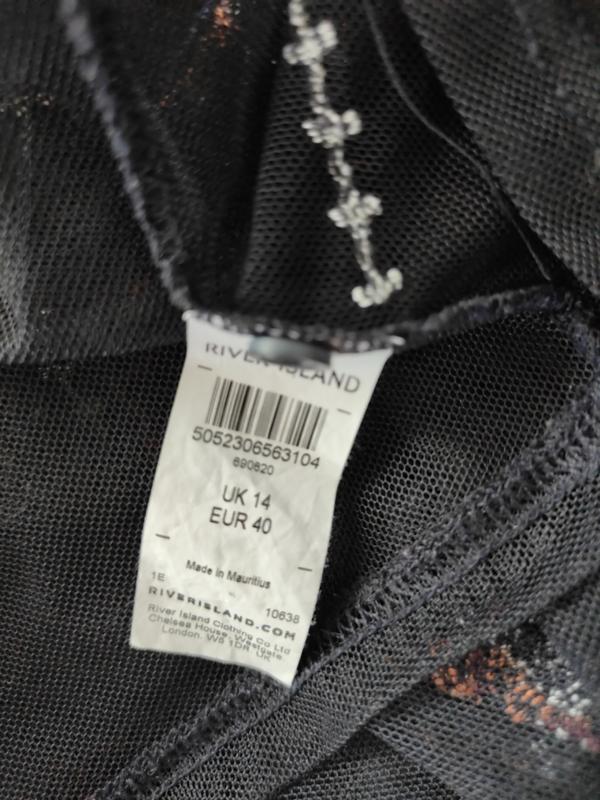 RIVER ISLAND
5052306563104
690620
UK 14
EUR 40
Made in Mauritius
1E
10638
RIVERISLAND.COM
River Island Clothing Co Ltd
Chelsea House, Westgate,
London. W5 1DR UK